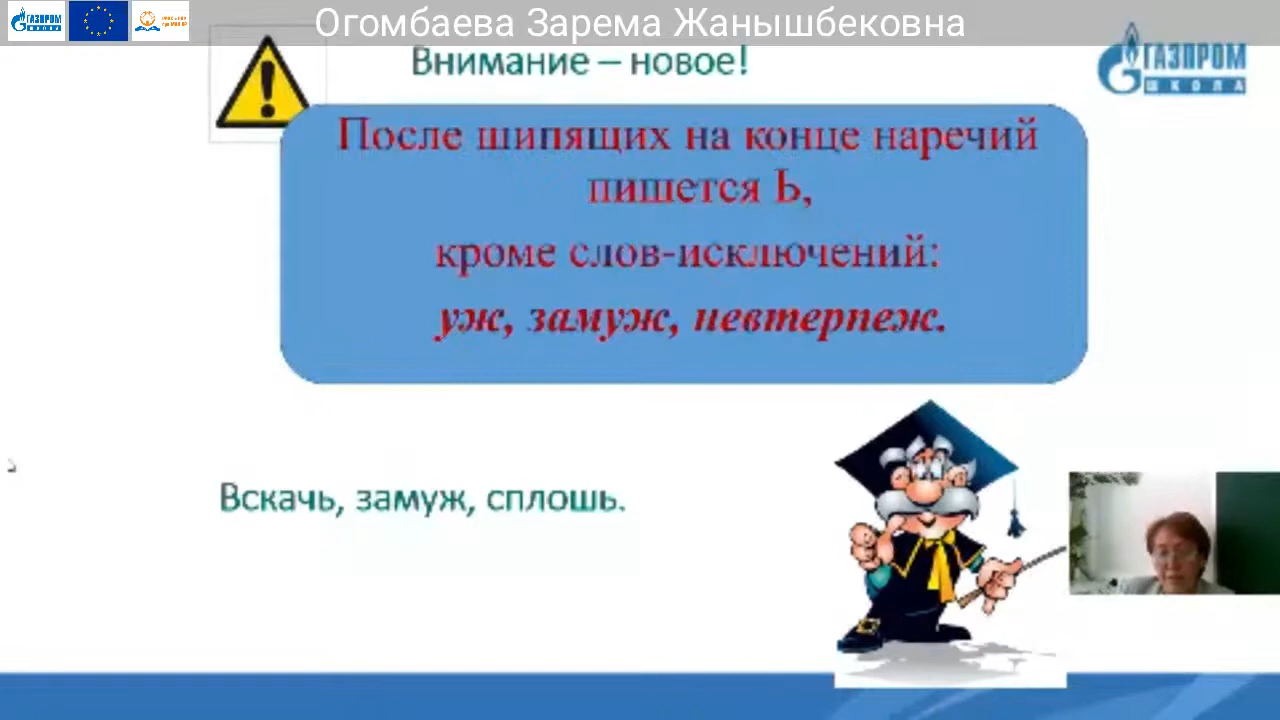 Огомбаева Зарема Жанышбековна
Внимание – новое!
ГАЗПРОМ
ШКОЛА
После шипящих на конце наречий
пишется Ь,
кроме слов-исключений:
уж, замуж, невтерпеж.
Вскачь, замуж, сплошь.